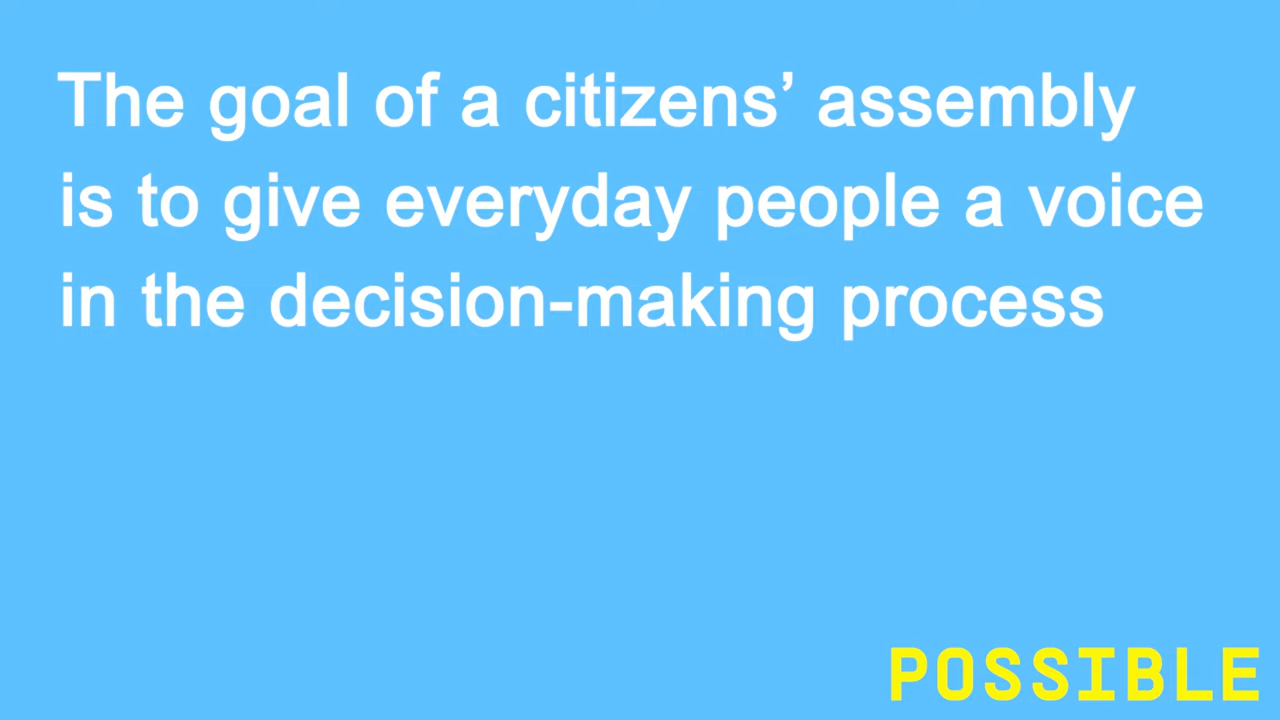 The goal of a citizens’ assembly
is to give everyday people a voice
in the decision-making process
POSSIBLE